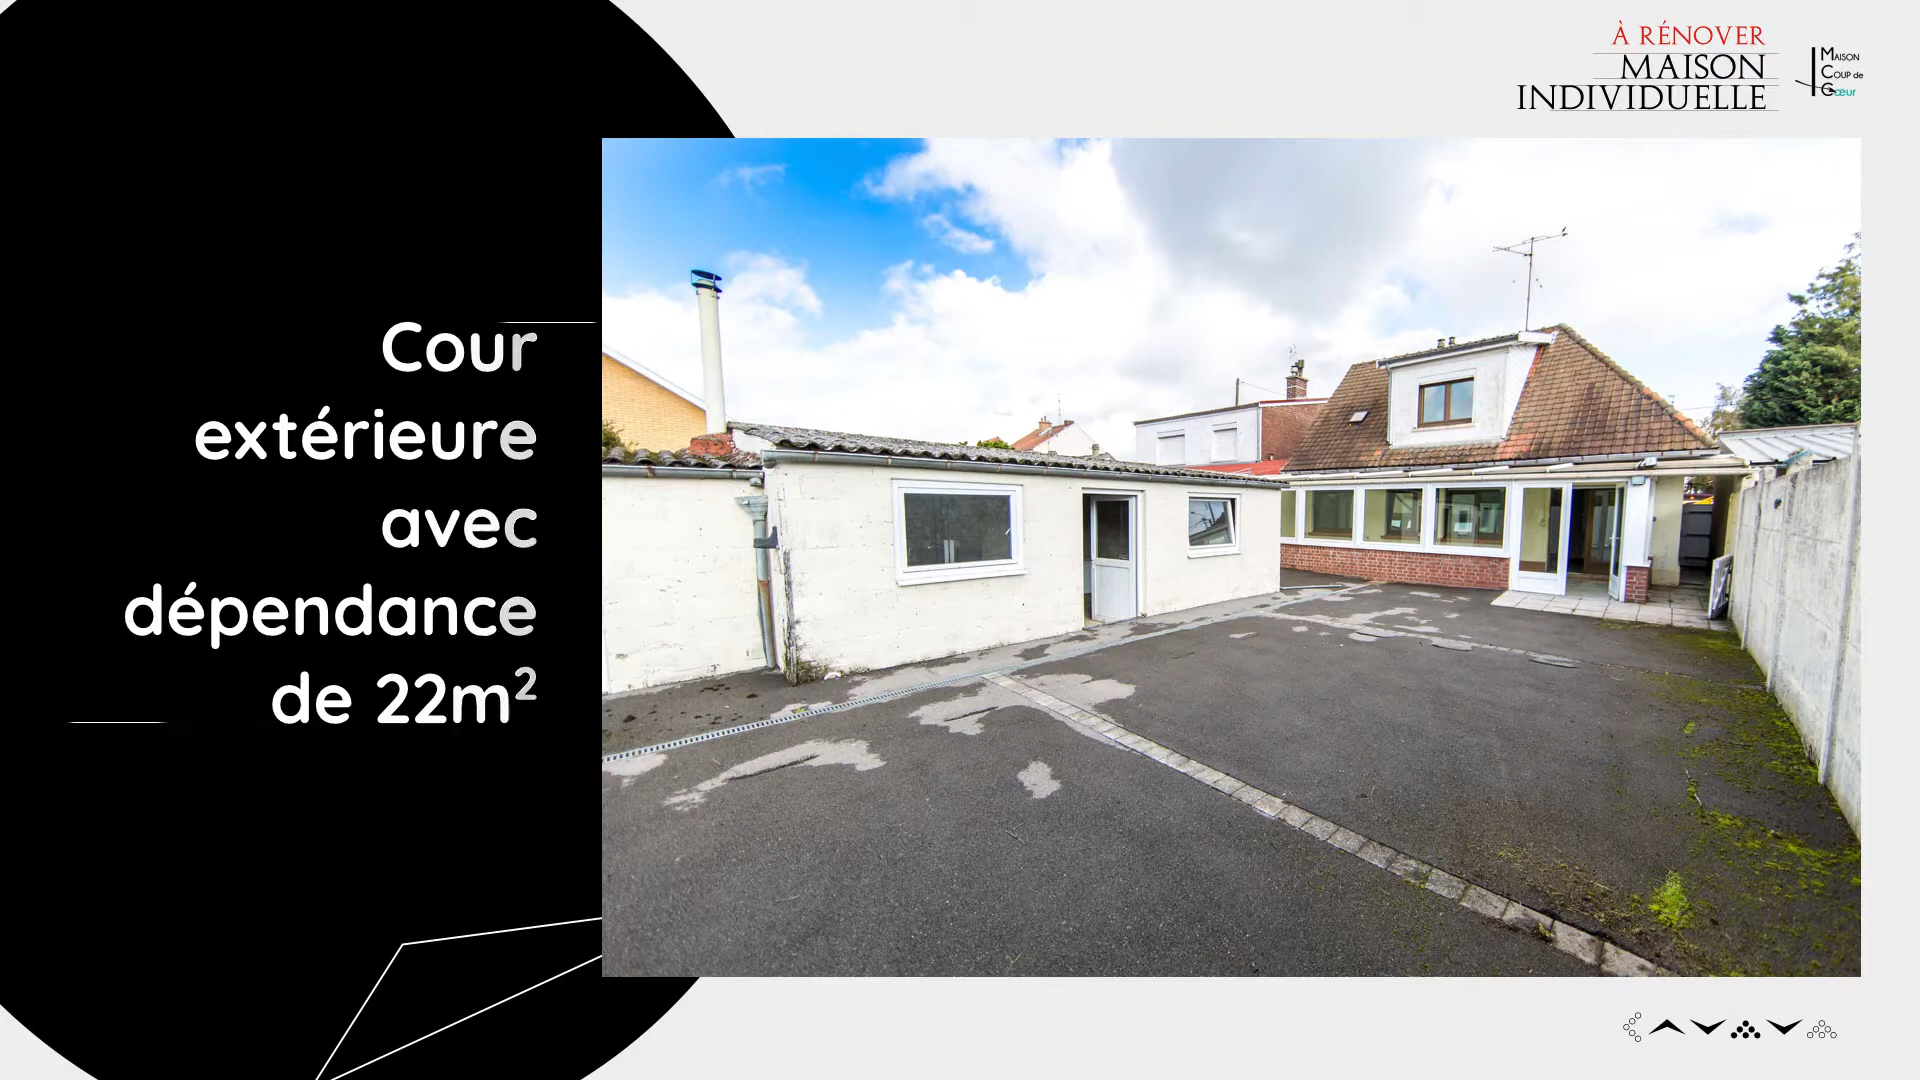 À RÉNOVER
MAISON
INDIVIDUELLE
MAISON
COUP de
Cœur
Cour
extérieure
avec
dépendance
de 22m²